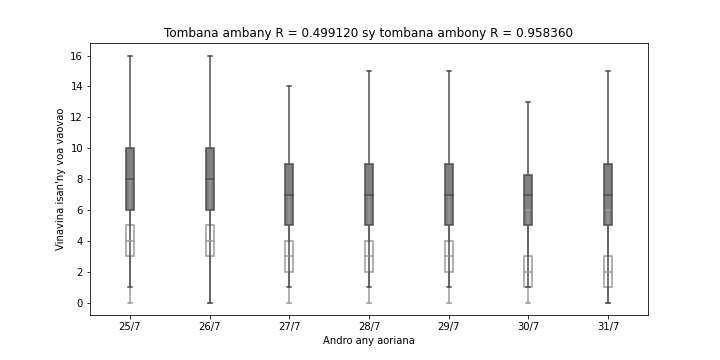 Tombana ambany R = 0.499120 sy tombana ambony R = 0.958360
16
14
12
10
8
6
4
2
0
Vinavina isan'ny voa vaovao
25/7 26/7 27/7 28/7 29/7 30/7 31/7
Andro any aoriana